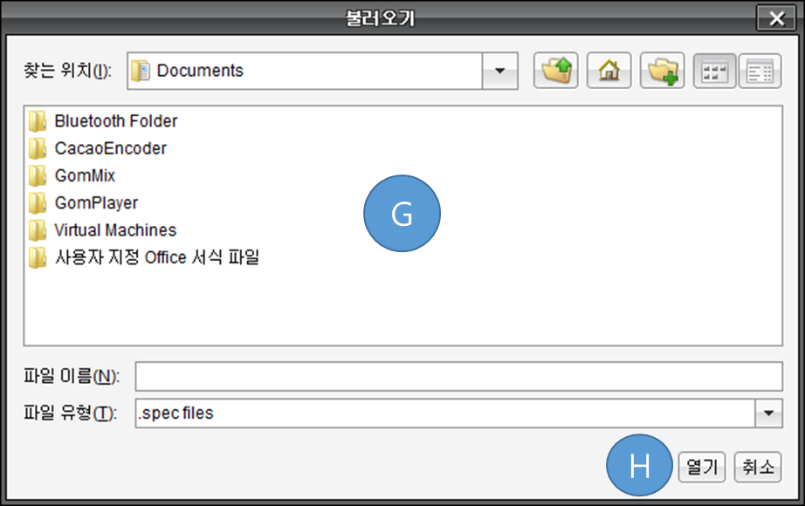 불러오기
찾는 위치(I): Documents
Bluetooth Folder
CacaoEncoder
GomMix
GomPlayer
Virtual Machines
사용자 지정 Office 서식 파일
G
파일 이름(N):
파일 유형(T): .spec files
H 열기 취소